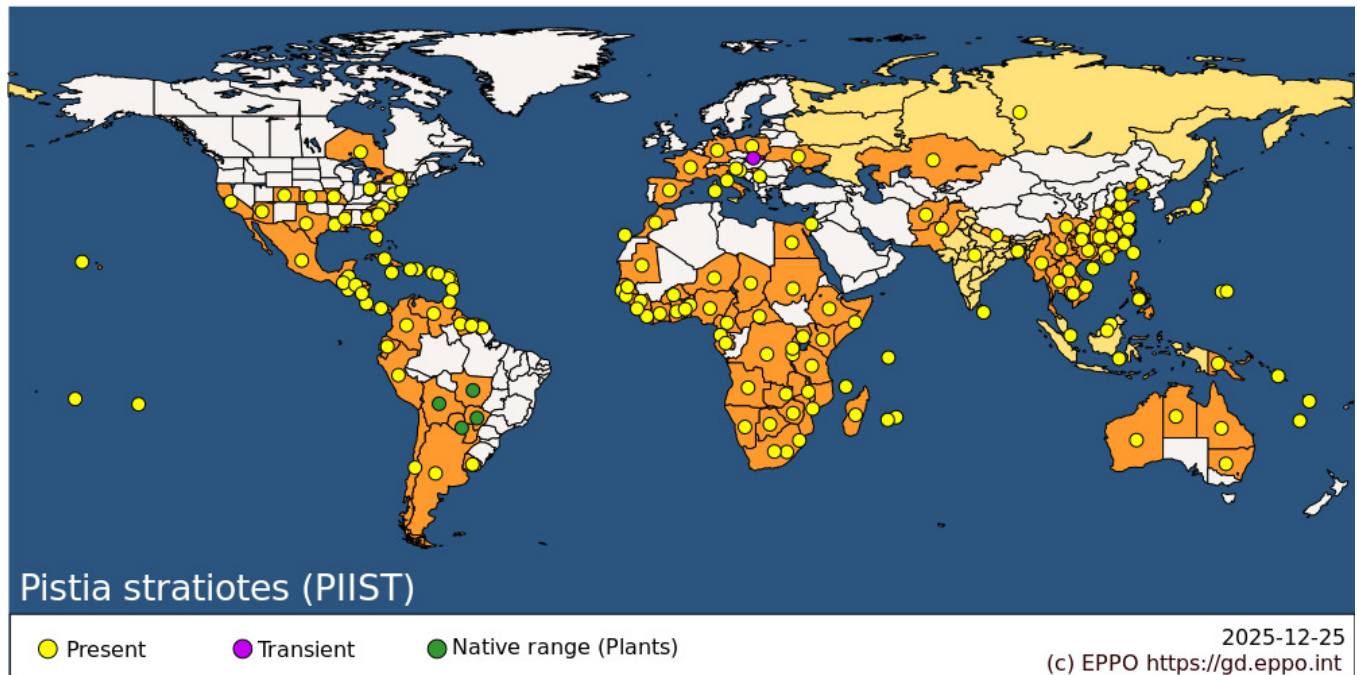 Pistia stratiotes (PIIST)
Present
Transient
Native range (Plants)
2025-12-25
(c) EPPO https://gd.eppo.int